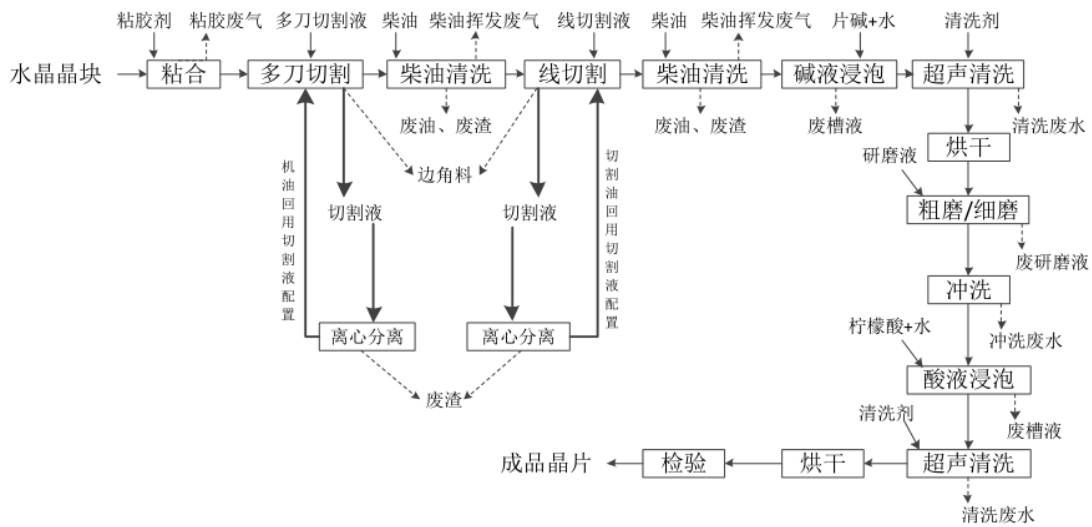 粘胶剂
粘胶废气
多刀切割液
柴油
柴油挥发废气
线切割液
柴油
柴油挥发废气
片碱+水
清洗剂
水晶晶块
粘合
多刀切割
柴油清洗
线切割
柴油清洗
碱液浸泡
超声清洗
废油、废渣
废油、废渣
废槽液
清洗废水
边角料
烘干
研磨液
机油回用切割液配置
切割液
切割液
切割油回用切割液配置
粗磨/细磨
废研磨液
冲洗
离心分离
离心分离
柠檬酸+水
冲洗废水
酸液浸泡
废渣
清洗剂
废槽液
成品晶片
检验
烘干
超声清洗
清洗废水